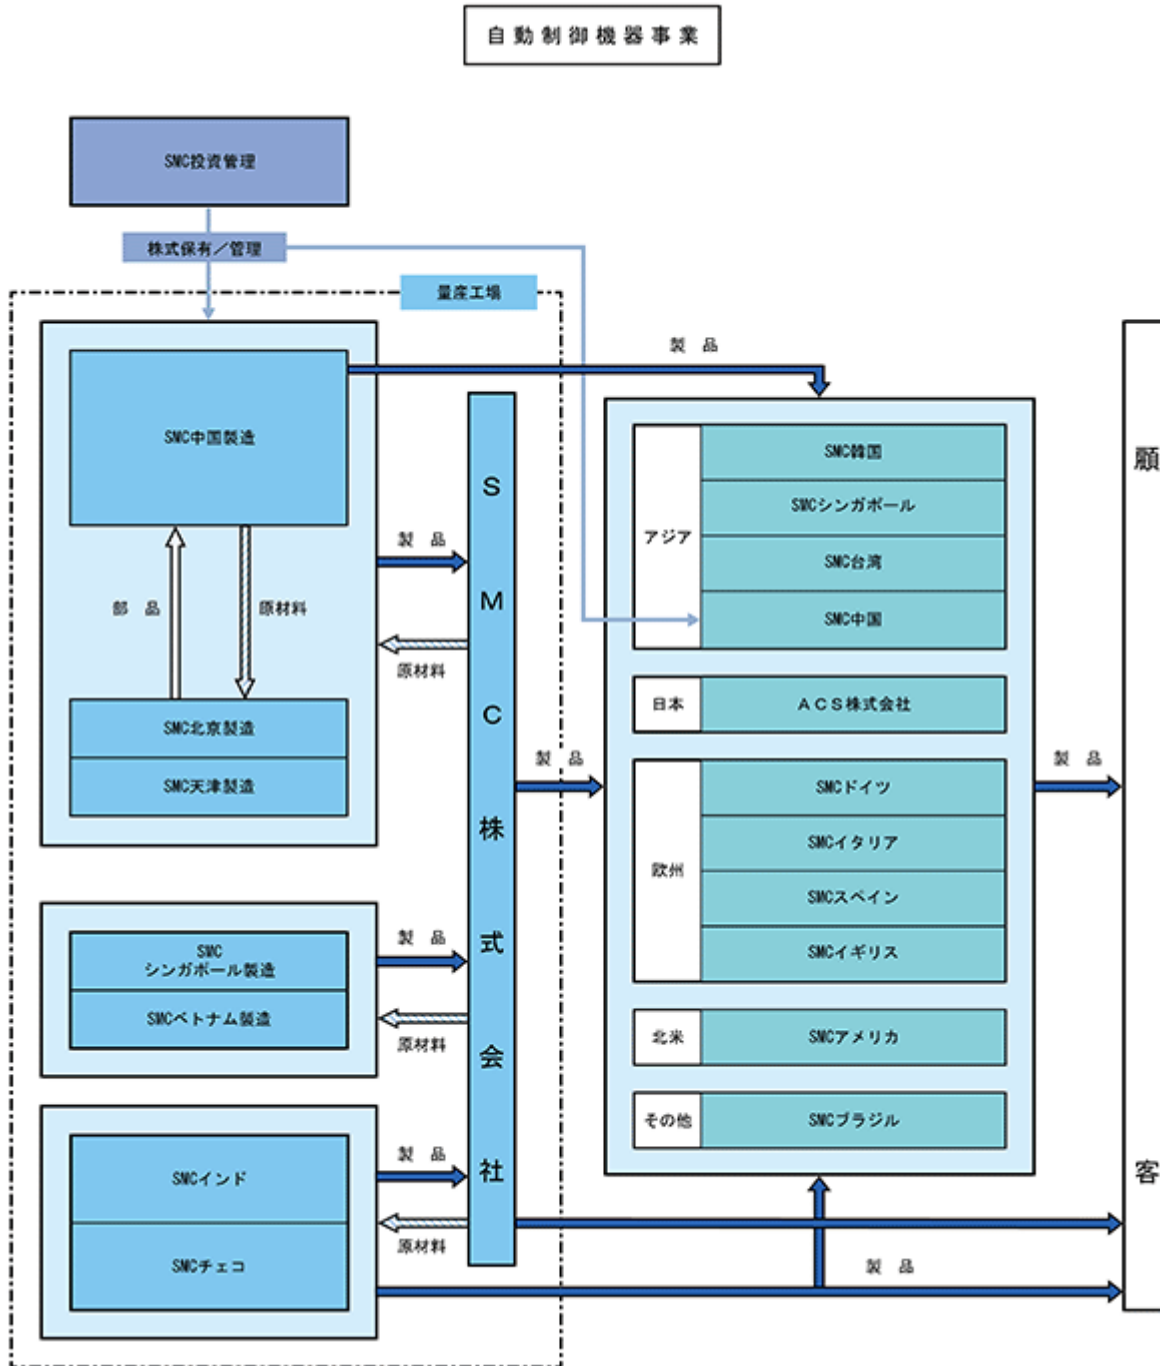 自動制御機器事業
SMC投資管理
株式保有／管理
量産工場
製　品
SMC中国製造
部　品
原材料
SMC北京製造
SMC天津製造
製　品
原材料
SMC
シンガポール製造
SMCベトナム製造
製　品
原材料
SMCインド
SMCチェコ
製　品
原材料
ＳＭＣ株式会社
製　品
アジア
SMC韓国
SMCシンガポール
SMC台湾
SMC中国
日本
ＡＣＳ株式会社
欧州
SMCドイツ
SMCイタリア
SMCスペイン
SMCイギリス
北米
SMCアメリカ
その他
SMCブラジル
製　品
製　品
顧客